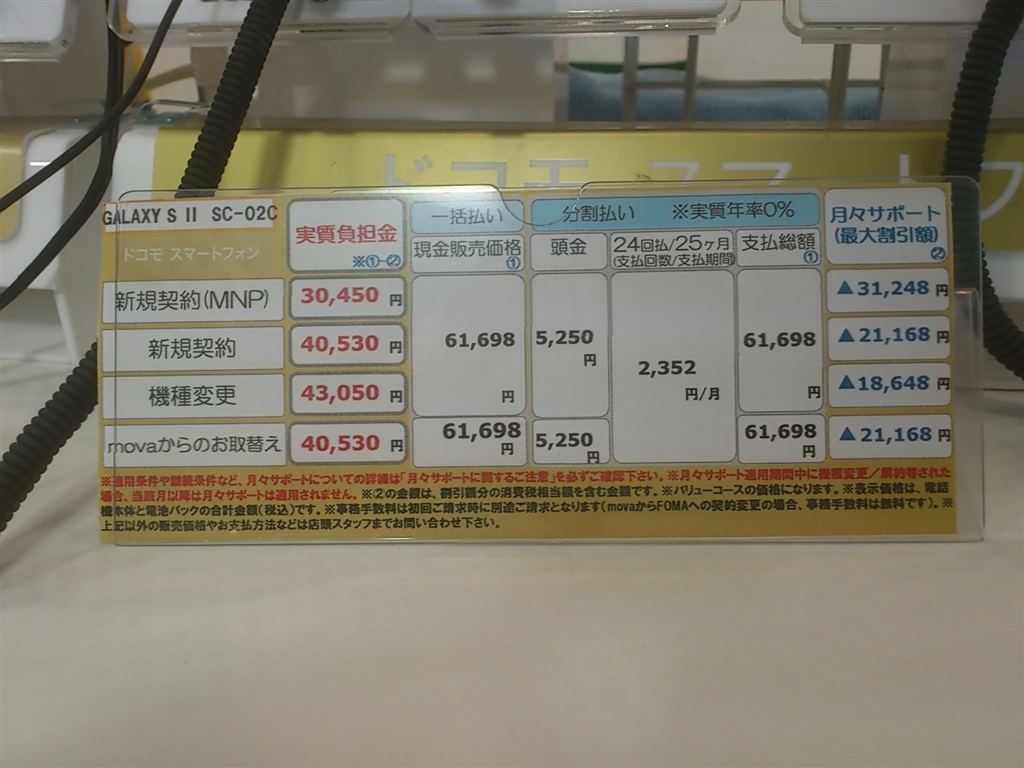 ドコモ スマートフ
GALAXY S II SC-02C
ドコモ スマートフォン
実質負担金
※①-②
一括払い
現金販売価格
①
分割払い ※実質年率0%
頭金
24回払/25ヶ月
(支払回数/支払期間)
支払総額
①
月々サポート
(最大割引額)
②
新規契約(MNP)
30,450 円
61,698
円
5,250
円
2,352
円/月
61,698
円
▲31,248 円
新規契約
40,530 円
▲21,168 円
機種変更
43,050 円
▲18,648 円
movaからのお取替え
40,530 円
61,698
円
5,250
円
61,698
円
▲21,168 円
※適用条件や継続条件など、月々サポートについての詳細は「月々サポートに関するご注意」を必ずご確認下さい。※月々サポート適用期間中に機種変更/解約等された
場合、当該月以降は月々サポートは適用されません。※②の金額は、割引額分の消費税相当額を含む金額です。※バリューコースの価格になります。※表示価格は、電話
機本体と電池パックの合計金額(税込)です。※事務手数料は初回ご請求時に別途ご請求となります(movaからFOMAへの契約変更の場合、事務手数料は無料です)。※
上記以外の販売価格やお支払方法などは店頭スタッフまでお問い合わせ下さい。